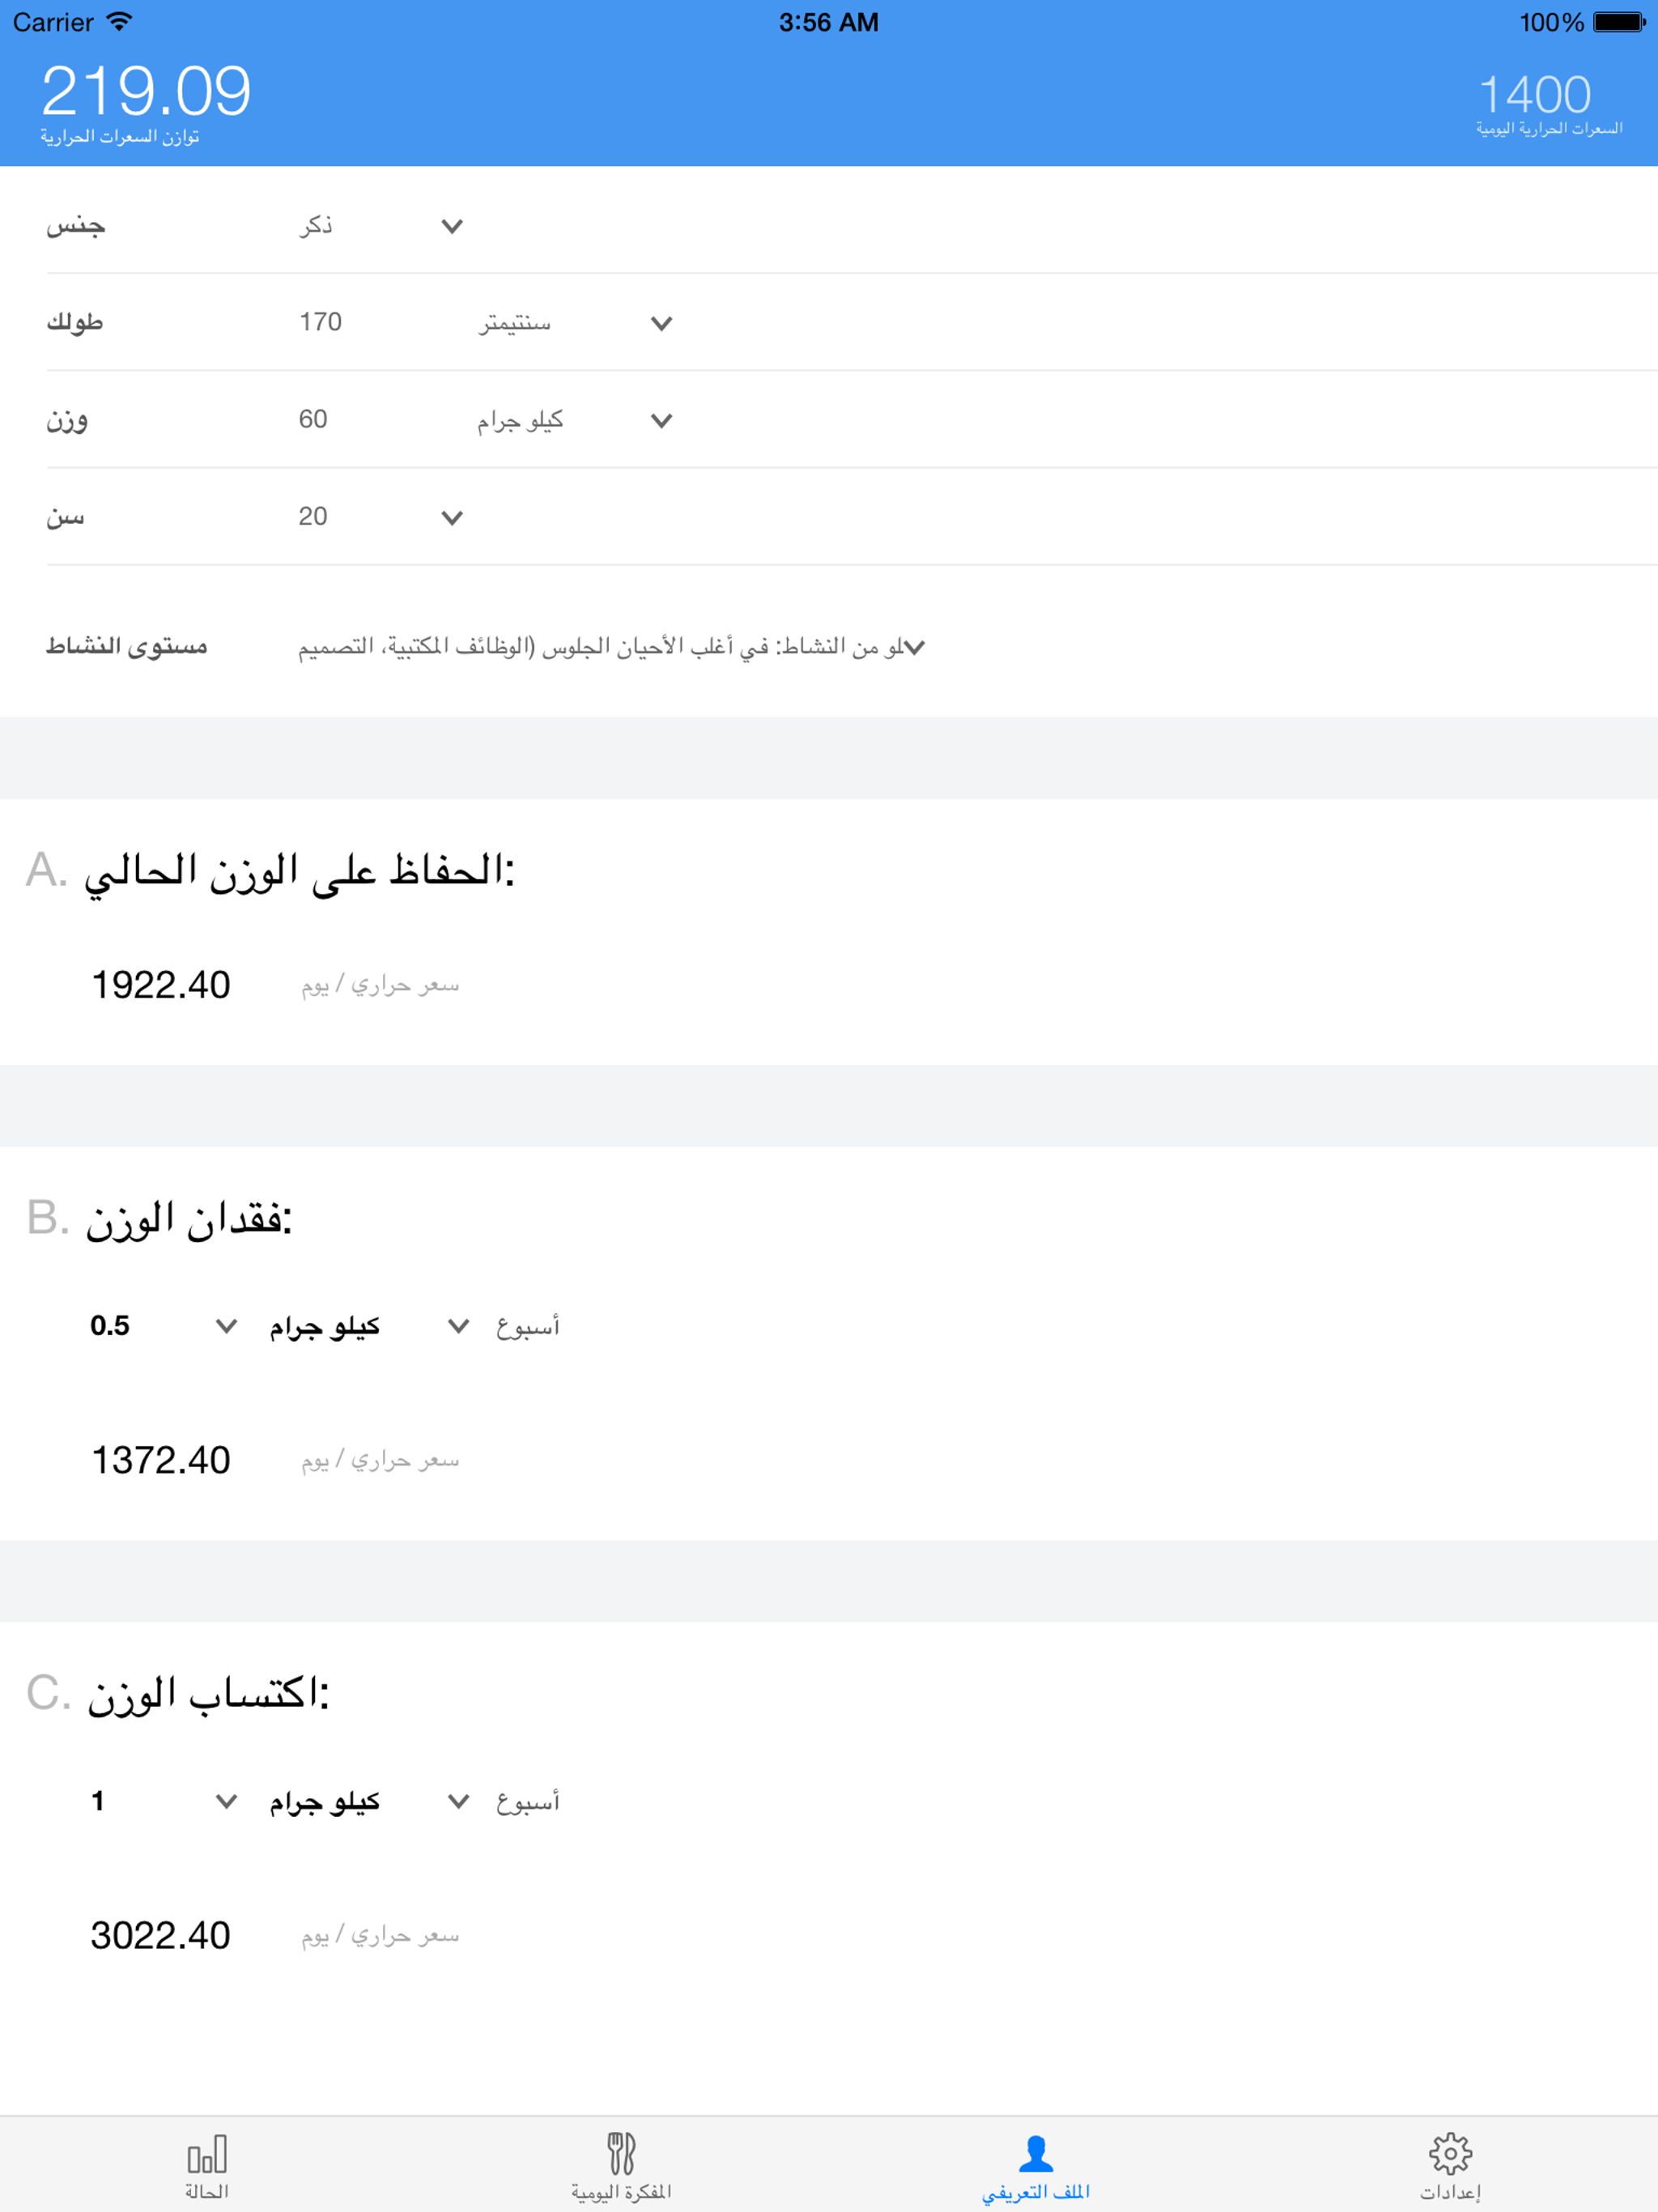 Carrier 3:56 AM 100%
219.09 1400
توازن السعرات الحرارية السعرات الحرارية اليومية
جنس ذكر
طولك 170 سنتيمتر
وزن 60 كيلو جرام
سن 20
مستوى النشاط لو من النشاط: في أغلب الأحيان الجلوس (الوظائف المكتبية، التصميم
A. الحفاظ على الوزن الحالي:
1922.40 سعر حراري / يوم
B. فقدان الوزن:
0.5 كيلو جرام أسبوع
1372.40 سعر حراري / يوم
C. اكتساب الوزن:
1 كيلو جرام أسبوع
3022.40 سعر حراري / يوم
الحالة المفكرة اليومية الملف التعريفي إعدادات